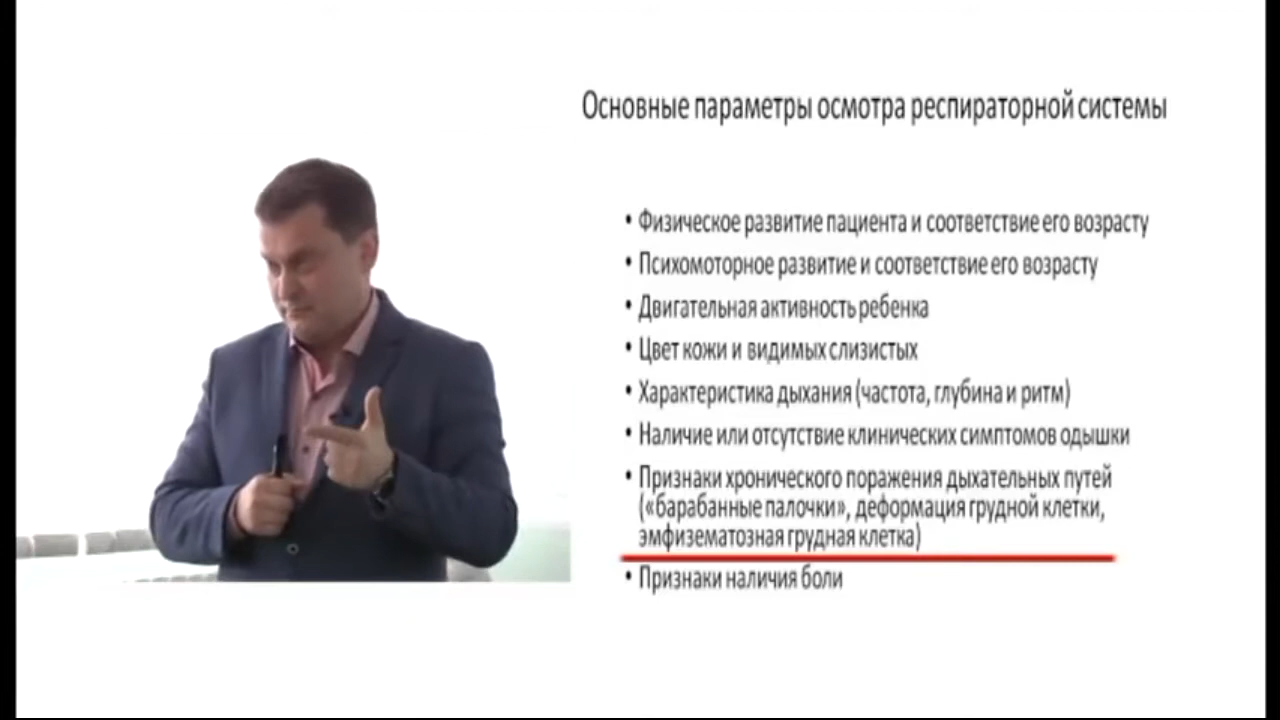 Основные параметры осмотра респираторной системы
• Физическое развитие пациента и соответствие его возрасту
• Психомоторное развитие и соответствие его возрасту
• Двигательная активность ребенка
• Цвет кожи и видимых слизистых
• Характеристика дыхания (частота, глубина и ритм)
• Наличие или отсутствие клинических симптомов одышки
• Признаки хронического поражения дыхательных путей
(«барабанные палочки», деформация грудной клетки,
эмфизематозная грудная клетка)
• Признаки наличия боли